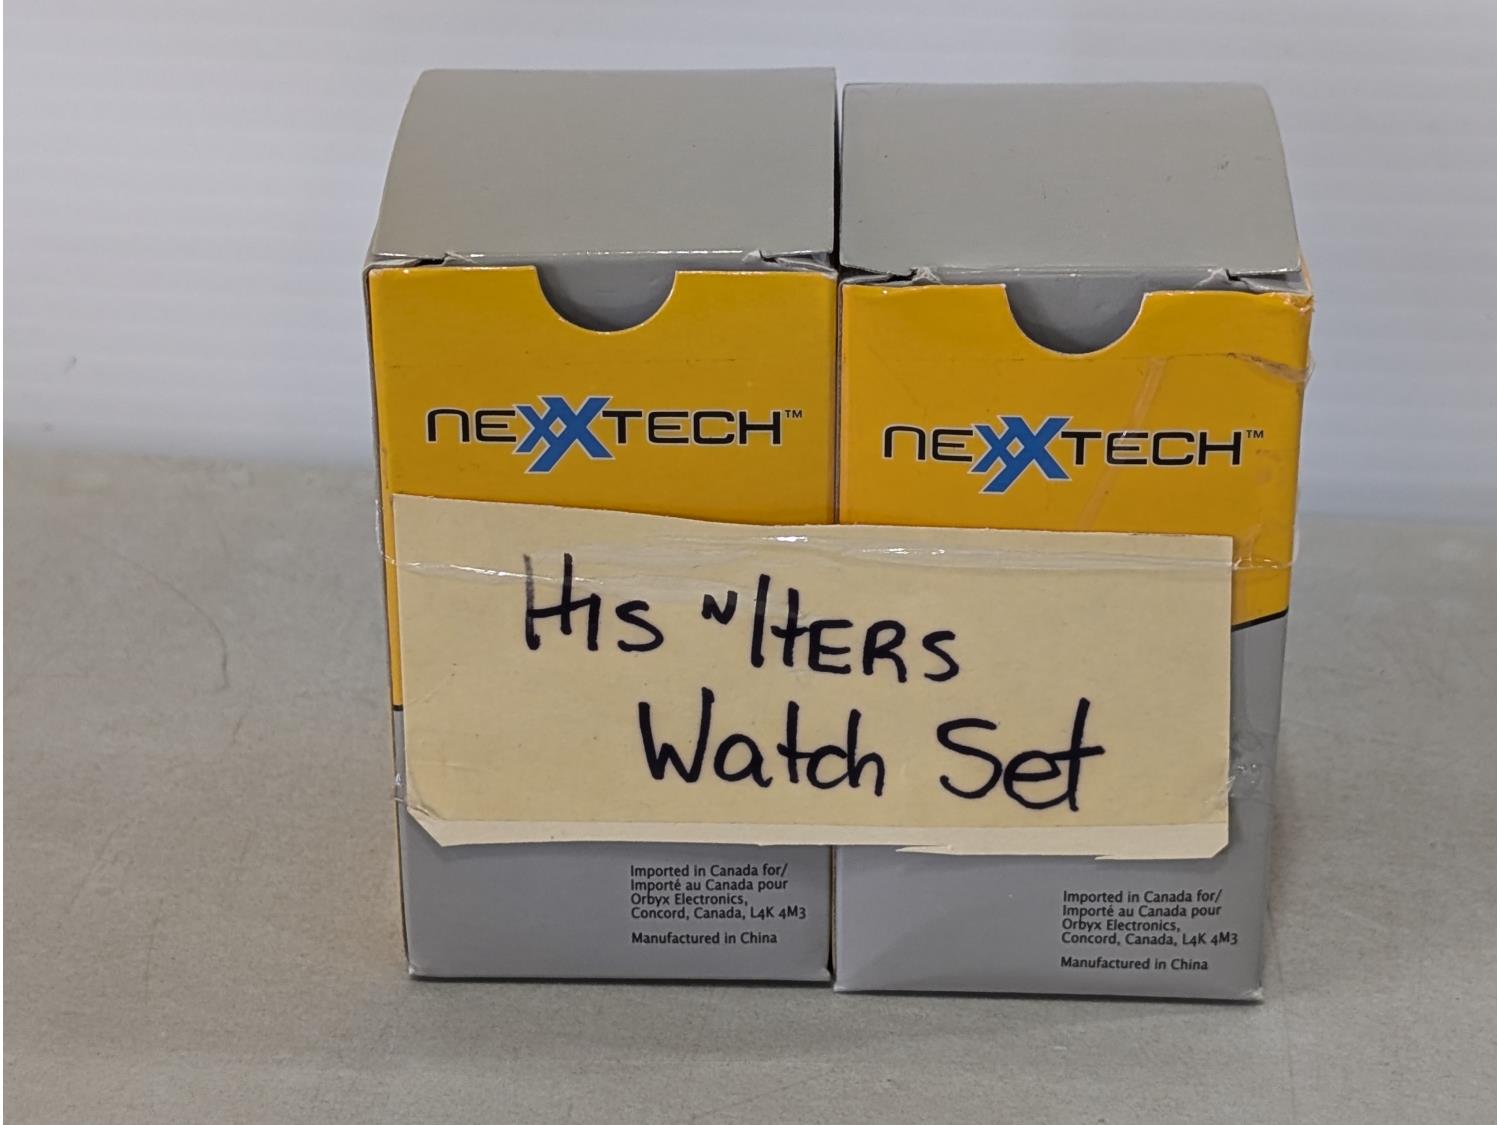 neXXTECH™
neXXTECH™
HIS "N HERS
Watch Set
Imported in Canada for/
Importé au Canada pour
Orbyx Electronics,
Concord, Canada, L4K 4M3
Manufactured in China
Imported in Canada for/
Importé au Canada pour
Orbyx Electronics,
Concord, Canada, L4K 4M3
Manufactured in China